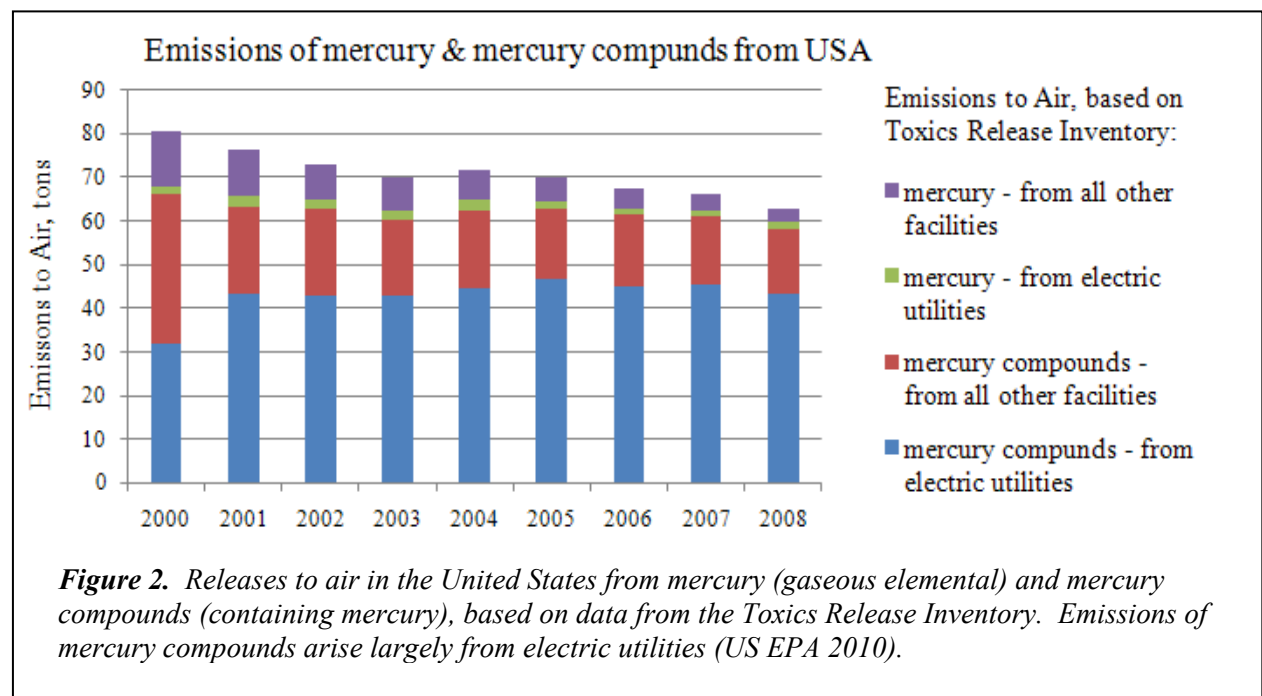 Emissions of mercury & mercury compunds from USA
90
80
70
60
50
40
30
20
10
0
Emissons to Air, tons
2000 2001 2002 2003 2004 2005 2006 2007 2008
Emissions to Air, based on
Toxics Release Inventory:
mercury - from all other
facilities
mercury - from electric
utilities
mercury compounds -
from all other facilities
mercury compunds - from
electric utilities
Figure 2. Releases to air in the United States from mercury (gaseous elemental) and mercury
compounds (containing mercury), based on data from the Toxics Release Inventory. Emissions of
mercury compounds arise largely from electric utilities (US EPA 2010).